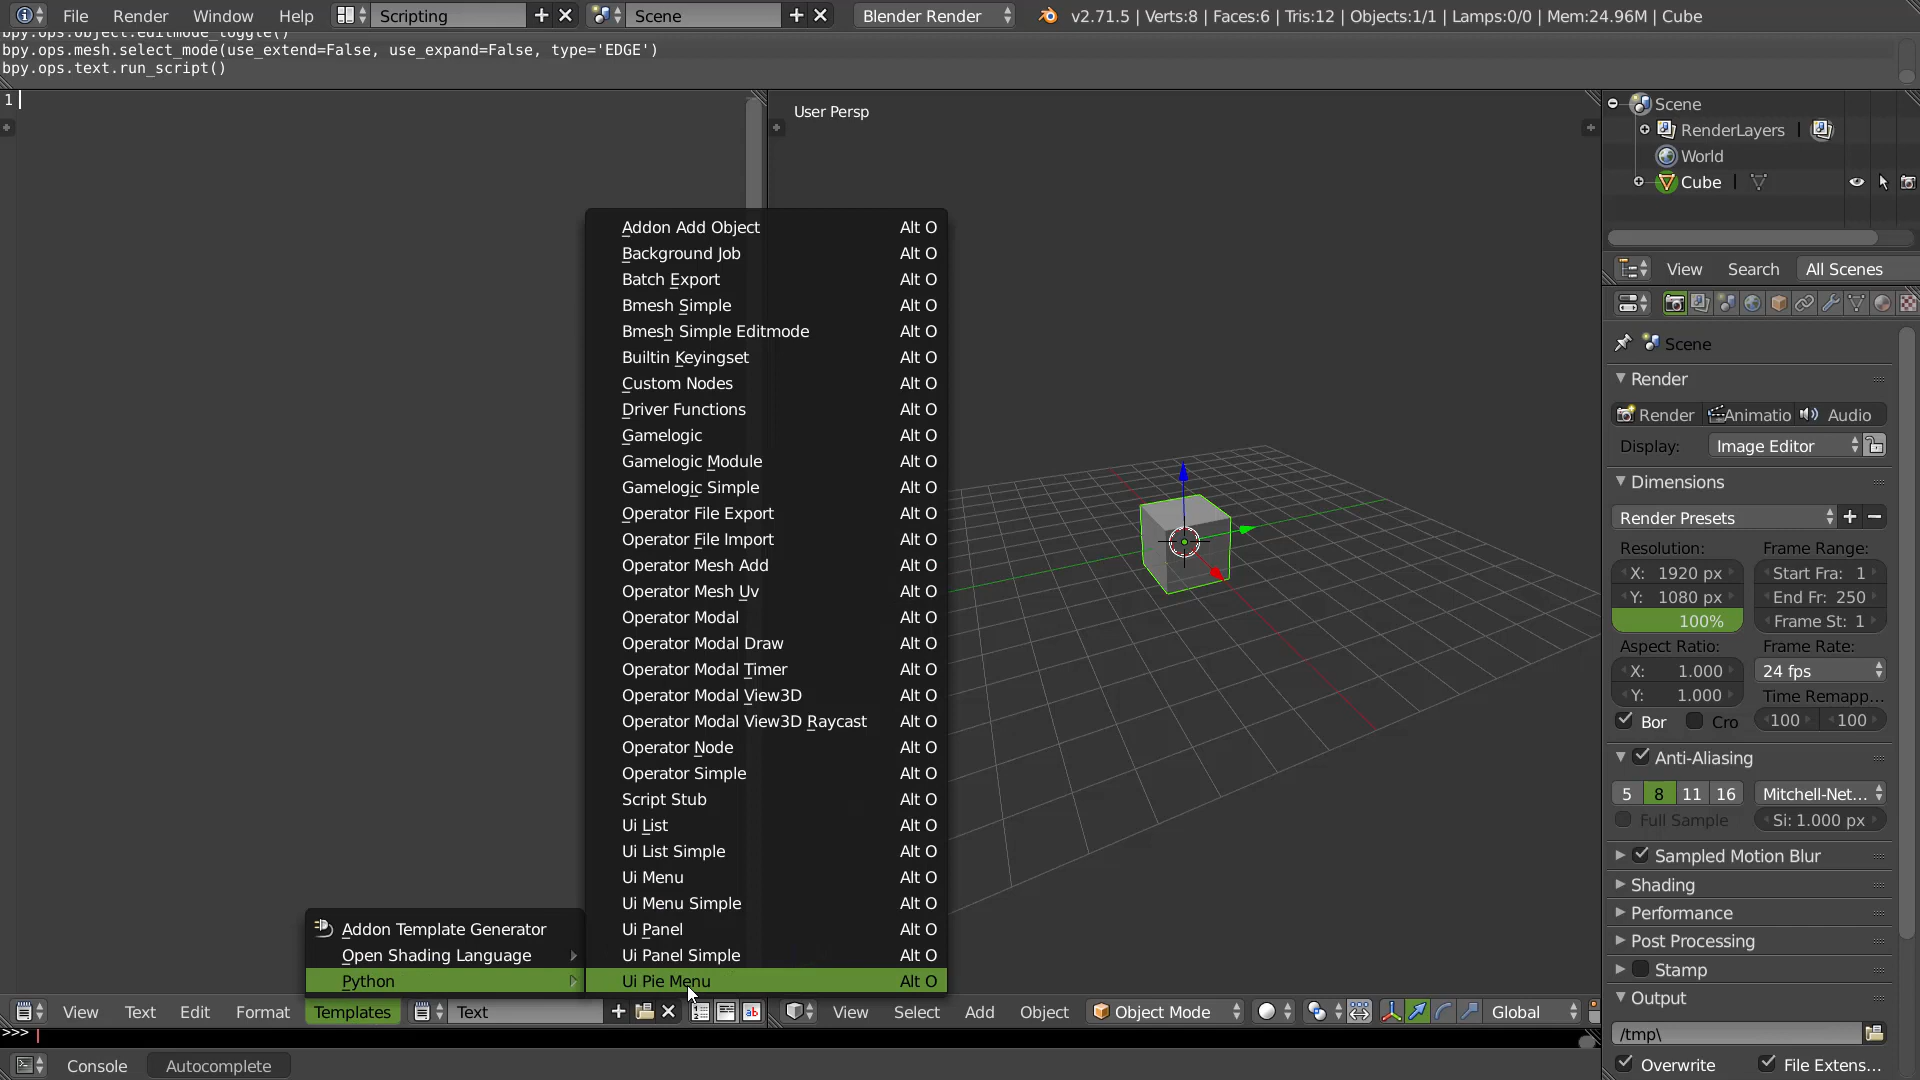 File Render Window Help Scripting Scene Blender Render v2.71.5 | Verts:8 | Faces:6 | Tris:12 | Objects:1/1 | Lamps:0/0 | Mem:24.96M | Cube
bpy.ops.object.editmode_toggle()
bpy.ops.mesh.select_mode(use_extend=False, use_expand=False, type='EDGE')
bpy.ops.text.run_script()
1
User Persp
Addon Add Object Alt O
Background Job Alt O
Batch Export Alt O
Bmesh Simple Alt O
Bmesh Simple Editmode Alt O
Builtin Keyingset Alt O
Custom Nodes Alt O
Driver Functions Alt O
Gamelogic Alt O
Gamelogic Module Alt O
Gamelogic Simple Alt O
Operator File Export Alt O
Operator File Import Alt O
Operator Mesh Add Alt O
Operator Mesh Uv Alt O
Operator Modal Alt O
Operator Modal Draw Alt O
Operator Modal Timer Alt O
Operator Modal View3D Alt O
Operator Modal View3D Raycast Alt O
Operator Node Alt O
Operator Simple Alt O
Script Stub Alt O
Ui List Alt O
Ui List Simple Alt O
Ui Menu Alt O
Ui Menu Simple Alt O
Ui Panel Alt O
Ui Panel Simple Alt O
Ui Pie Menu Alt O
Addon Template Generator
Open Shading Language
Python
View Text Edit Format Templates Text
View Select Add Object Object Mode Global
>>>
Console Autocomplete
Scene
RenderLayers
World
Cube
View Search All Scenes
Scene
Render
Render Animatio Audio
Display: Image Editor
Dimensions
Render Presets
Resolution: Frame Range:
X: 1920 px Start Fra: 1
Y: 1080 px End Fr: 250
100% Frame St: 1
Aspect Ratio: Frame Rate:
X: 1.000 24 fps
Y: 1.000 Time Remapp...
Bor Cro 100 100
Anti-Aliasing
5 8 11 16 Mitchell-Net...
Full Sample Si: 1.000 px
Sampled Motion Blur
Shading
Performance
Post Processing
Stamp
Output
/tmp\
Overwrite File Extens...